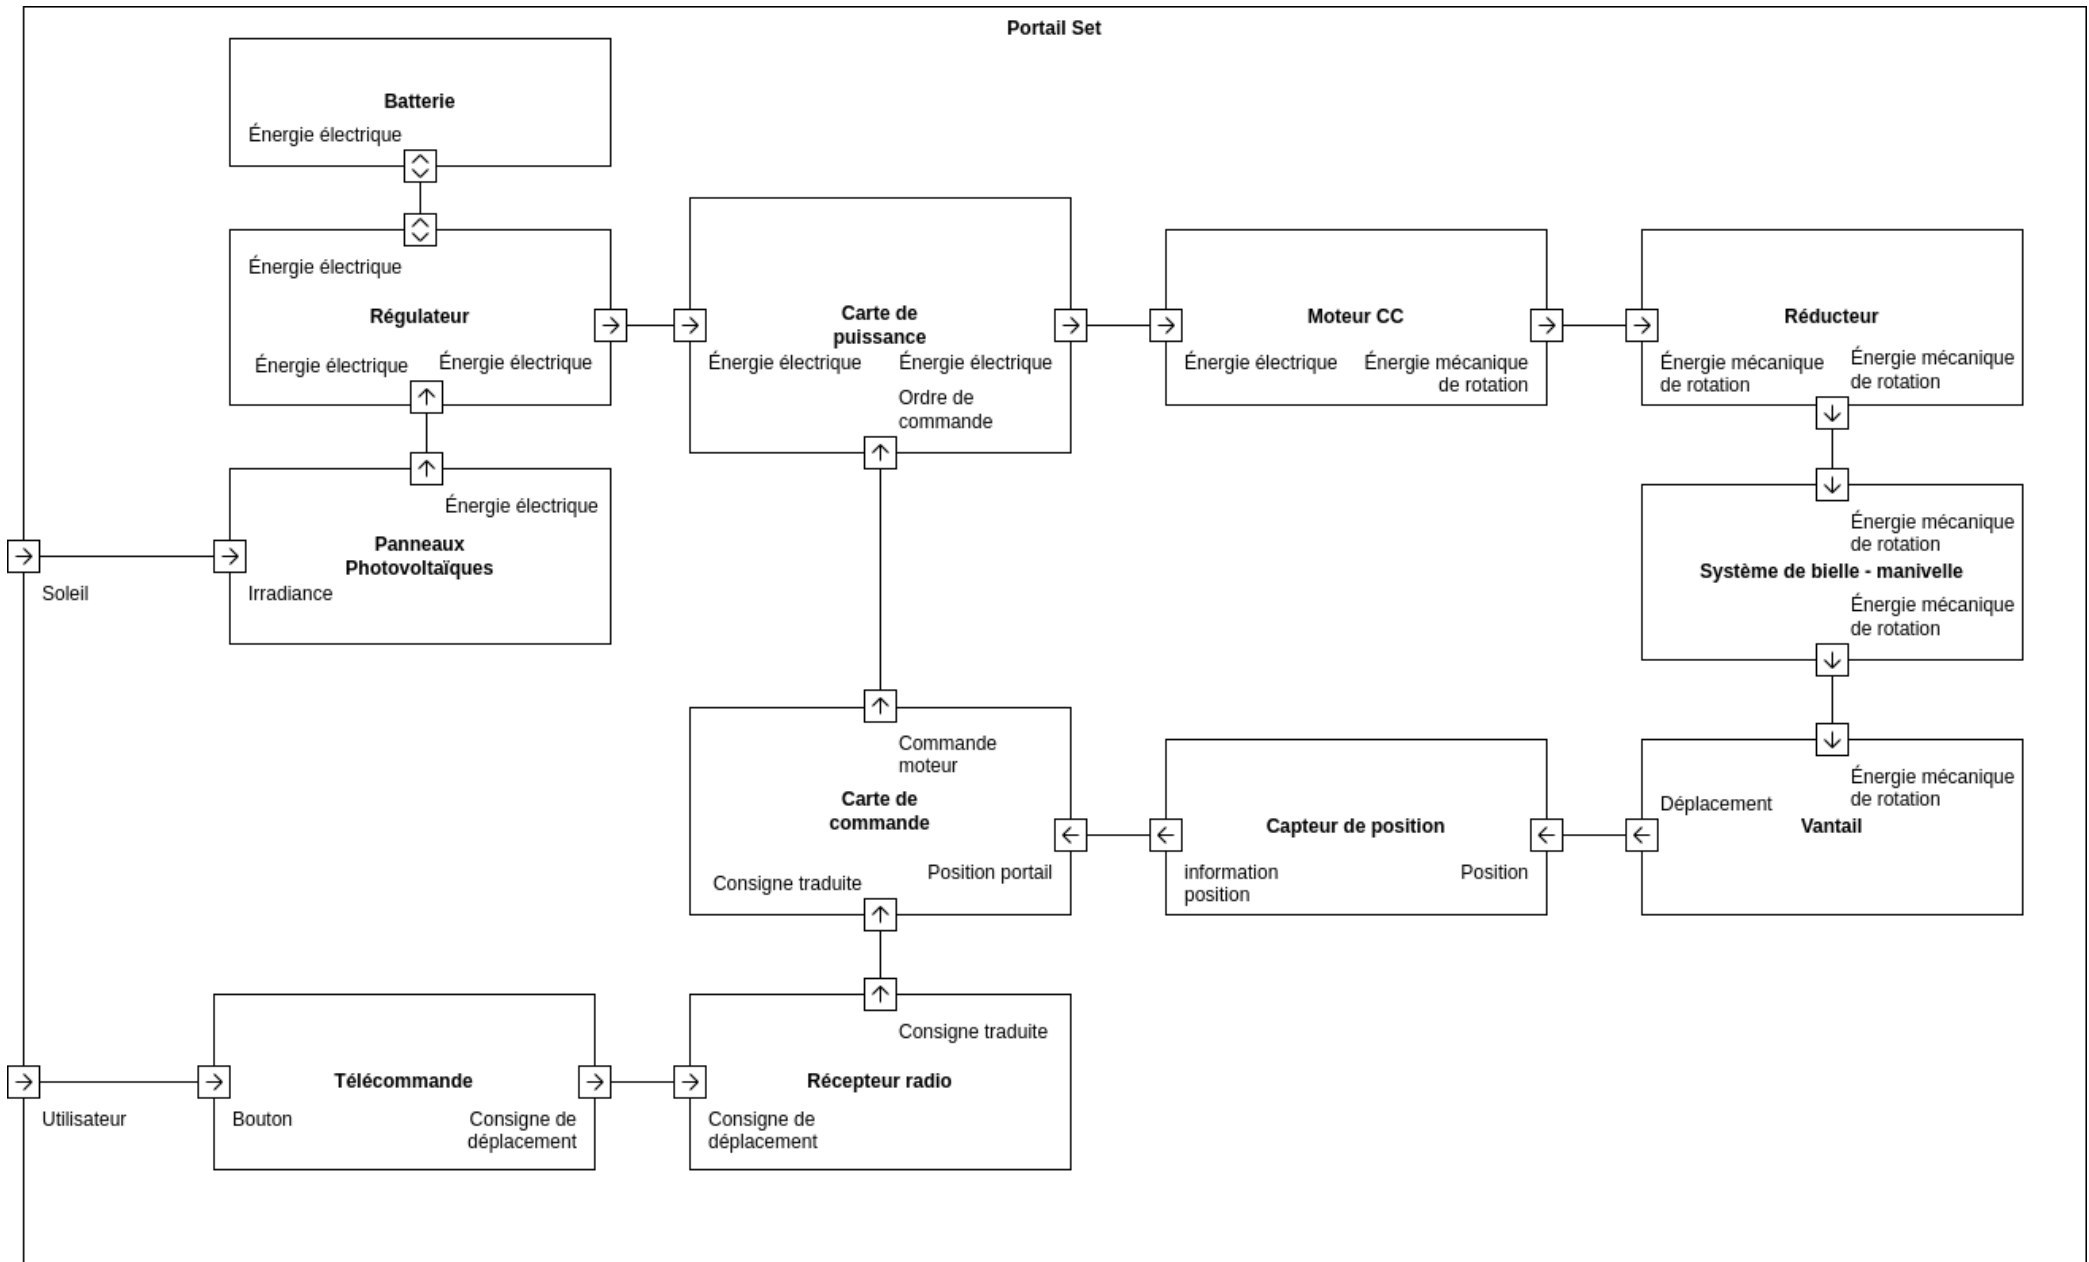 Portail Set
Batterie
Énergie électrique
Énergie électrique
Régulateur
Énergie électrique
Énergie électrique
Carte de
puissance
Énergie électrique
Énergie électrique
Ordre de
commande
Moteur CC
Énergie électrique
Énergie mécanique
de rotation
Réducteur
Énergie mécanique
de rotation
Énergie mécanique
de rotation
Énergie électrique
Panneaux
Photovoltaïques
Soleil
Irradiance
Énergie mécanique
de rotation
Système de bielle - manivelle
Énergie mécanique
de rotation
Commande
moteur
Carte de
commande
Consigne traduite
Position portail
Capteur de position
information
position
Position
Énergie mécanique
de rotation
Déplacement
Vantail
Utilisateur
Télécommande
Bouton
Consigne de
déplacement
Consigne traduite
Récepteur radio
Consigne de
déplacement